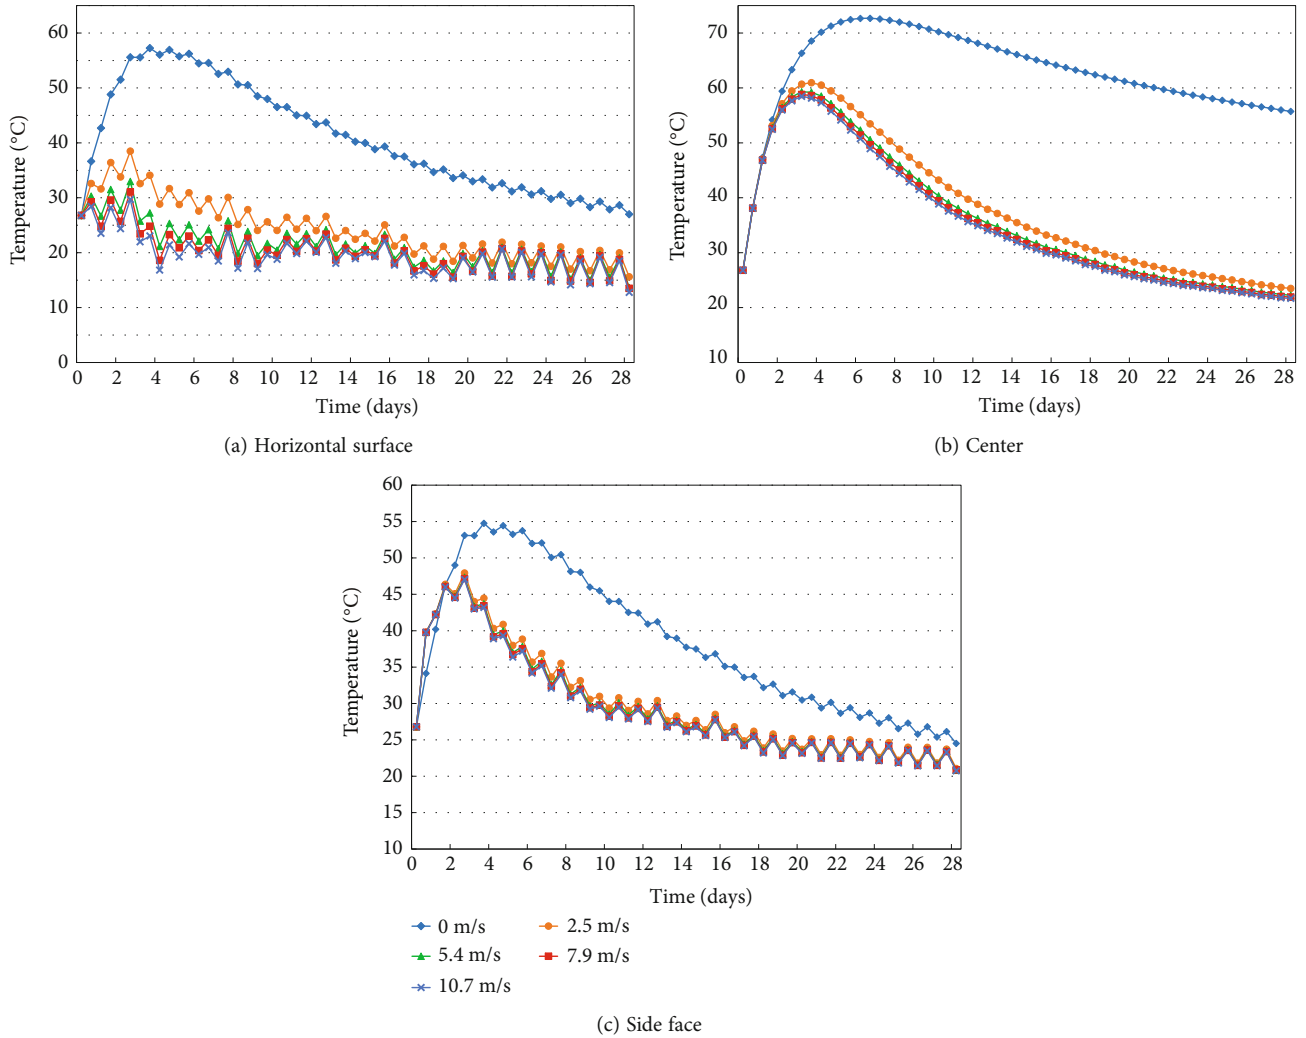 60
50
40
30
20
10
0
Temperature (°C)
0 2 4 6 8 10 12 14 16 18 20 22 24 26 28
Time (days)
(a) Horizontal surface
70
60
50
40
30
20
10
Temperature (°C)
0 2 4 6 8 10 12 14 16 18 20 22 24 26 28
Time (days)
(b) Center
60
55
50
45
40
35
30
25
20
15
10
Temperature (°C)
0 2 4 6 8 10 12 14 16 18 20 22 24 26 28
Time (days)
0 m/s 2.5 m/s
5.4 m/s 7.9 m/s
10.7 m/s
(c) Side face